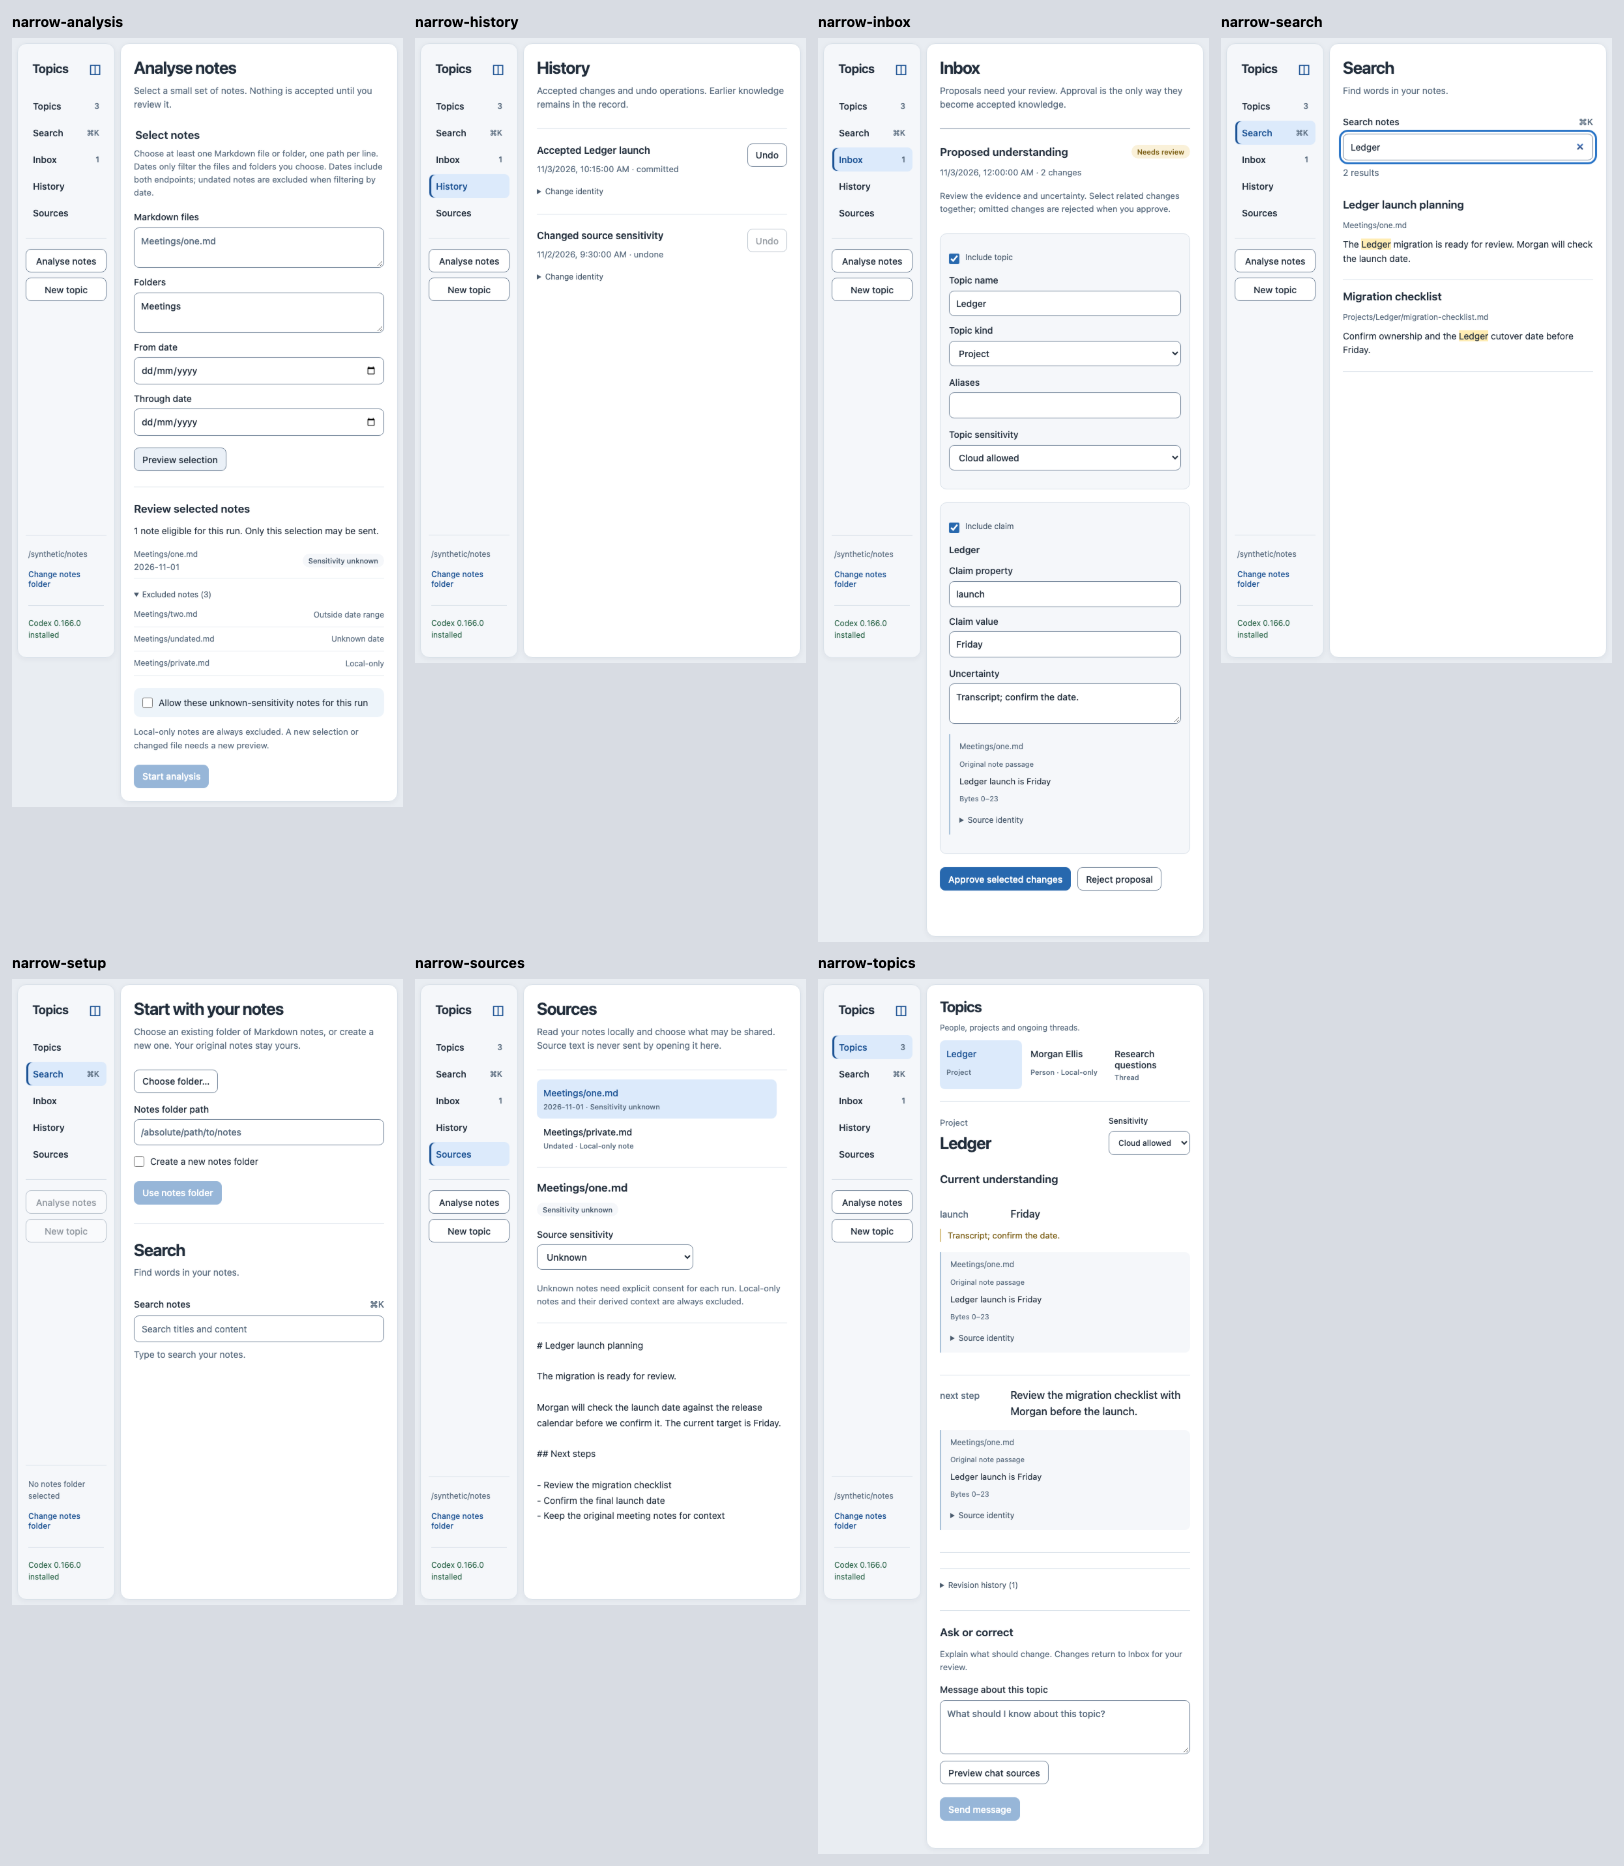 narrow-analysis
Topics
Topics 3
Search ⌘K
Inbox 1
History
Sources
Analyse notes
New topic
/synthetic/notes
Change notes
folder
Codex 0.166.0
installed
Analyse notes
Select a small set of notes. Nothing is accepted until you
review it.
Select notes
Choose at least one Markdown file or folder, one path per line.
Dates only filter the files and folders you choose. Dates include
both endpoints; undated notes are excluded when filtering by
date.
Markdown files
Meetings/one.md
Folders
Meetings
From date
dd/mm/yyyy
Through date
dd/mm/yyyy
Preview selection
Review selected notes
1 note eligible for this run. Only this selection may be sent.
Meetings/one.md
2026-11-01
Sensitivity unknown
▾ Excluded notes (3)
Meetings/two.md Outside date range
Meetings/undated.md Unknown date
Meetings/private.md Local-only
Allow these unknown-sensitivity notes for this run
Local-only notes are always excluded. A new selection or
changed file needs a new preview.
Start analysis
narrow-history
Topics
Topics 3
Search ⌘K
Inbox 1
History
Sources
Analyse notes
New topic
/synthetic/notes
Change notes
folder
Codex 0.166.0
installed
History
Accepted changes and undo operations. Earlier knowledge
remains in the record.
Accepted Ledger launch
Undo
11/3/2026, 10:15:00 AM · committed
▸ Change identity
Changed source sensitivity
Undo
11/2/2026, 9:30:00 AM · undone
▸ Change identity
narrow-inbox
Topics
Topics 3
Search ⌘K
Inbox 1
History
Sources
Analyse notes
New topic
/synthetic/notes
Change notes
folder
Codex 0.166.0
installed
Inbox
Proposals need your review. Approval is the only way they
become accepted knowledge.
Proposed understanding
Needs review
11/3/2026, 12:00:00 AM · 2 changes
Review the evidence and uncertainty. Select related changes
together; omitted changes are rejected when you approve.
Include topic
Topic name
Ledger
Topic kind
Project
Aliases
Topic sensitivity
Cloud allowed
Include claim
Ledger
Claim property
launch
Claim value
Friday
Uncertainty
Transcript; confirm the date.
Meetings/one.md
Original note passage
Ledger launch is Friday
Bytes 0–23
▸ Source identity
Approve selected changes
Reject proposal
narrow-search
Topics
Topics 3
Search ⌘K
Inbox 1
History
Sources
Analyse notes
New topic
/synthetic/notes
Change notes
folder
Codex 0.166.0
installed
Search
Find words in your notes.
Search notes ⌘K
Ledger
2 results
Ledger launch planning
Meetings/one.md
The Ledger migration is ready for review. Morgan will check
the launch date.
Migration checklist
Projects/Ledger/migration-checklist.md
Confirm ownership and the Ledger cutover date before
Friday.
narrow-setup
Topics
Topics
Search ⌘K
Inbox
History
Sources
Analyse notes
New topic
No notes folder
selected
Change notes
folder
Codex 0.166.0
installed
Start with your notes
Choose an existing folder of Markdown notes, or create a
new one. Your original notes stay yours.
Choose folder...
Notes folder path
/absolute/path/to/notes
Create a new notes folder
Use notes folder
Search
Find words in your notes.
Search notes ⌘K
Search titles and content
Type to search your notes.
narrow-sources
Topics
Topics 3
Search ⌘K
Inbox 1
History
Sources
Analyse notes
New topic
/synthetic/notes
Change notes
folder
Codex 0.166.0
installed
Sources
Read your notes locally and choose what may be shared.
Source text is never sent by opening it here.
Meetings/one.md
2026-11-01 · Sensitivity unknown
Meetings/private.md
Undated · Local-only note
Meetings/one.md
Sensitivity unknown
Source sensitivity
Unknown
Unknown notes need explicit consent for each run. Local-only
notes and their derived context are always excluded.
# Ledger launch planning
The migration is ready for review.
Morgan will check the launch date against the release
calendar before we confirm it. The current target is Friday.
## Next steps
- Review the migration checklist
- Confirm the final launch date
- Keep the original meeting notes for context
narrow-topics
Topics
Topics 3
Search ⌘K
Inbox 1
History
Sources
Analyse notes
New topic
/synthetic/notes
Change notes
folder
Codex 0.166.0
installed
Topics
People, projects and ongoing threads.
Ledger
Project
Morgan Ellis
Person · Local-only
Research
questions
Thread
Project
Ledger
Sensitivity
Cloud allowed
Current understanding
launch Friday
Transcript; confirm the date.
Meetings/one.md
Original note passage
Ledger launch is Friday
Bytes 0–23
▸ Source identity
next step Review the migration checklist with
Morgan before the launch.
Meetings/one.md
Original note passage
Ledger launch is Friday
Bytes 0–23
▸ Source identity
▸ Revision history (1)
Ask or correct
Explain what should change. Changes return to Inbox for your
review.
Message about this topic
What should I know about this topic?
Preview chat sources
Send message